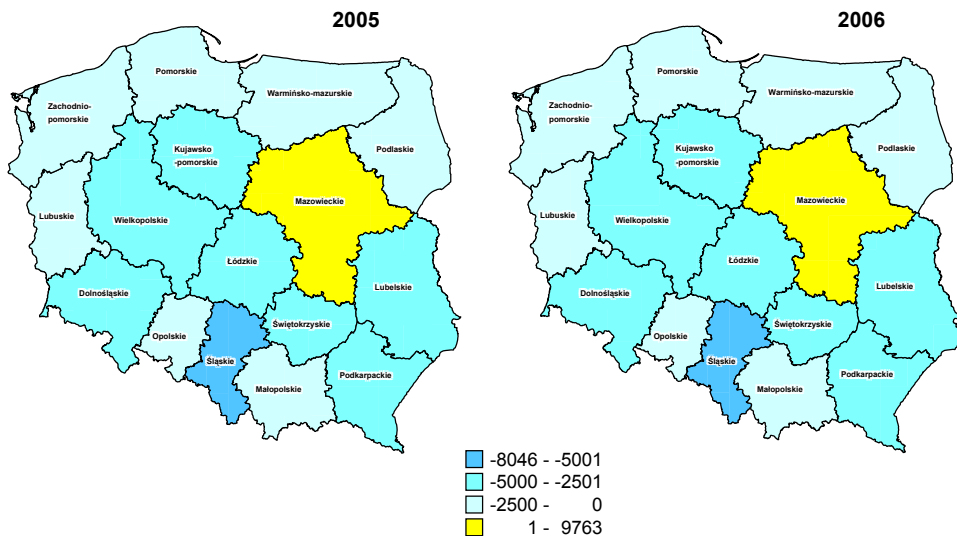 2005
Pomorskie
Warmińsko-mazurskie
Zachodnio-
pomorskie
Podlaskie
Kujawsko
-pomorskie
Mazowieckie
Lubuskie
Wielkopolskie
Łódzkie
Lubelskie
Dolnośląskie
Świętokrzyskie
Opolskie
Śląskie
Podkarpackie
Małopolskie
2006
Pomorskie
Warmińsko-mazurskie
Zachodnio-
pomorskie
Podlaskie
Kujawsko
-pomorskie
Mazowieckie
Lubuskie
Wielkopolskie
Łódzkie
Lubelskie
Dolnośląskie
Świętokrzyskie
Opolskie
Śląskie
Podkarpackie
Małopolskie
-8046 - -5001
-5000 - -2501
-2500 - 0
1 - 9763